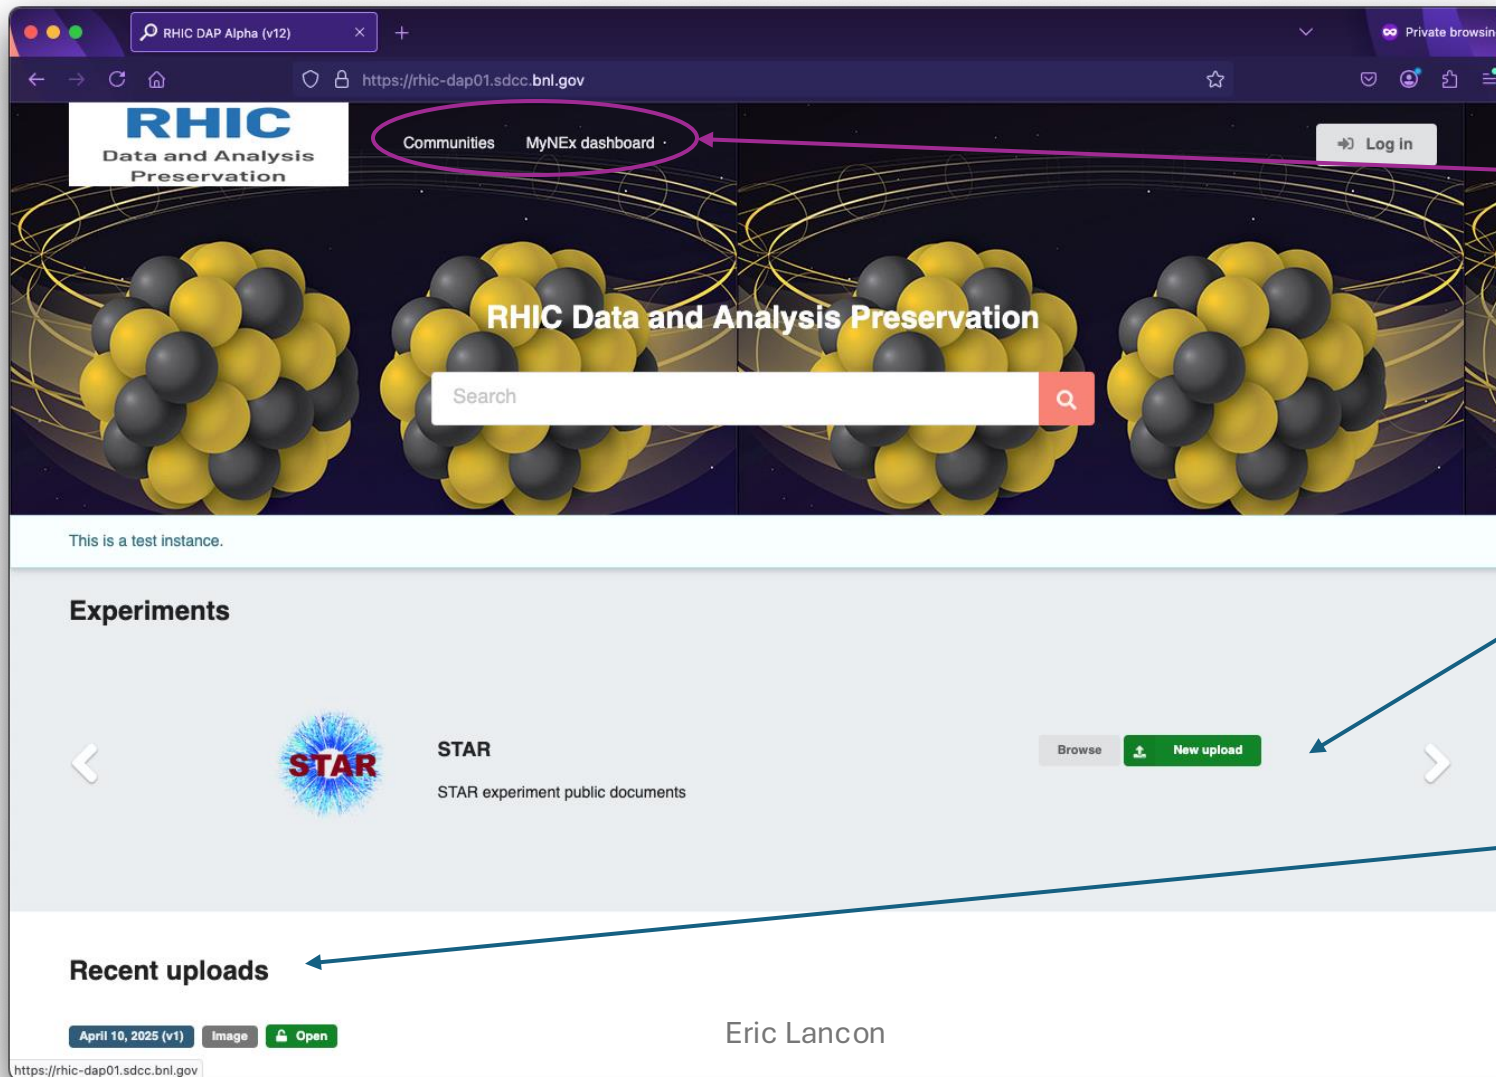 RHIC DAP Alpha (v12)
Private browsin
https://rhic-dap01.sdcc.bnl.gov
RHIC
Data and Analysis
Preservation
Communities MyNEx dashboard
Log in
RHIC Data and Analysis Preservation
Search
This is a test instance.
Experiments
STAR
STAR
Browse New upload
STAR experiment public documents
Recent uploads
April 10, 2025 (v1) Image Open
Eric Lancon
https://rhic-dap01.sdcc.bnl.gov